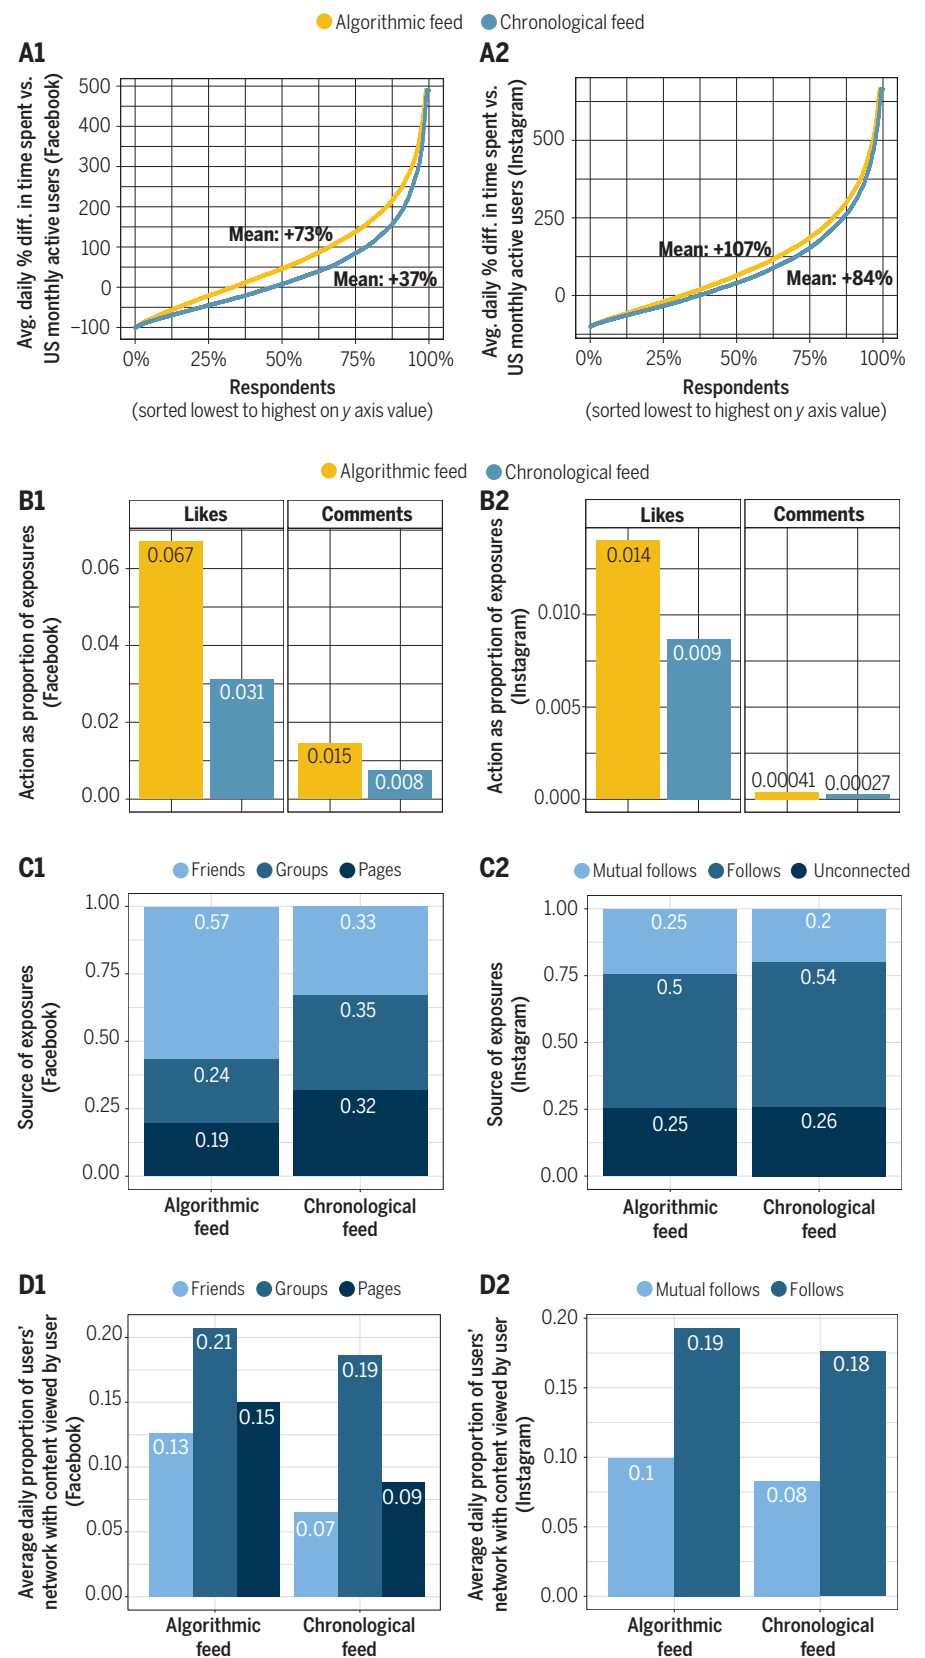 Algorithmic feed Chronological feed
A1
Avg. daily % diff. in time spent vs.
US monthly active users (Facebook)
500
400
300
200
100
0
–100
Mean: +73%
Mean: +37%
0% 25% 50% 75% 100%
Respondents
(sorted lowest to highest on y axis value)
A2
Avg. daily % diff. in time spent vs.
US monthly active users (Instagram)
500
250
0
Mean: +107%
Mean: +84%
0% 25% 50% 75% 100%
Respondents
(sorted lowest to highest on y axis value)
Algorithmic feed Chronological feed
B1
Action as proportion of exposures
(Facebook)
Likes Comments
0.06
0.04
0.02
0.00
0.067
0.031
0.015
0.008
B2
Action as proportion of exposures
(Instagram)
Likes Comments
0.010
0.005
0.000
0.014
0.009
0.00041 0.00027
C1
Friends Groups Pages
Source of exposures
(Facebook)
1.00
0.75
0.50
0.25
0.00
0.57 0.33
0.35
0.24
0.32
0.19
Algorithmic
feed
Chronological
feed
C2
Mutual follows Follows Unconnected
Source of exposures
(Instagram)
1.00
0.75
0.50
0.25
0.00
0.25 0.2
0.5 0.54
0.25 0.26
Algorithmic
feed
Chronological
feed
D1
Friends Groups Pages
Average daily proportion of users’
network with content viewed by user
(Facebook)
0.20
0.15
0.10
0.05
0.00
0.13
0.21
0.15
0.07
0.19
0.09
Algorithmic
feed
Chronological
feed
D2
Mutual follows Follows
Average daily proportion of users’
network with content viewed by user
(Instagram)
0.20
0.15
0.10
0.05
0.00
0.1
0.19
0.08
0.18
Algorithmic
feed
Chronological
feed